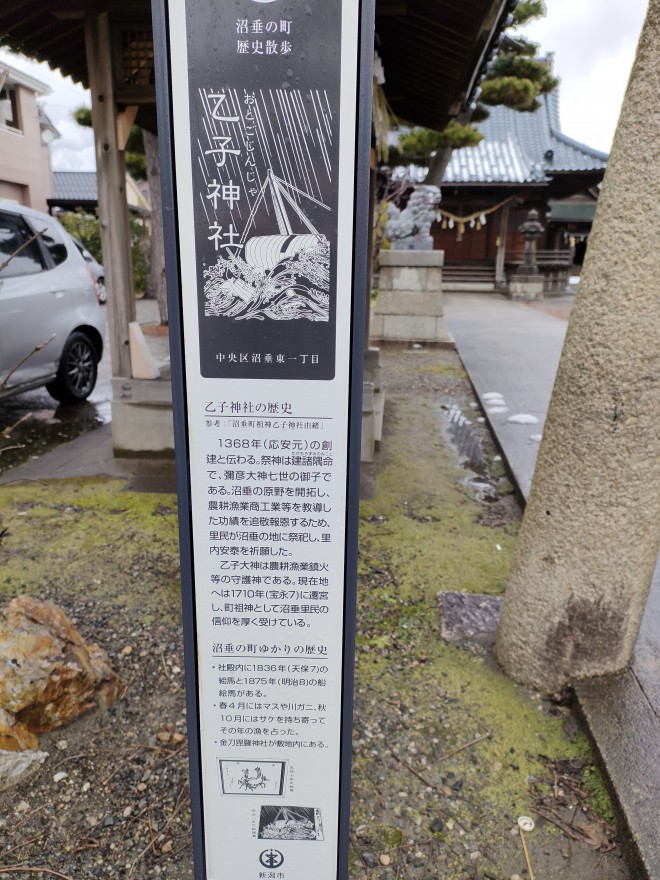 沼垂の町
歴史散歩
おとごじんじゃ
乙子神社
中央区沼垂東一丁目
乙子神社の歴史
参考:「沼垂町祖神乙子神社由緒」
1368年(応安元)の創
建と伝わる。祭神は建諸隅命
で、彌彦大神七世の御子で
ある。沼垂の原野を開拓し、
農耕漁業商工業等を教導し
た功績を追敬報恩するため、
里民が沼垂の地に祭祀し、里
内安泰を祈願した。
乙子大神は農耕漁業鎮火
等の守護神である。現在地
へは1710年(宝永7)に遷宮
し、町祖神として沼垂里民の
信仰を厚く受けている。
沼垂の町ゆかりの歴史
・社殿内に1836年(天保7)の
絵馬と1875年(明治8)の船
絵馬がある。
・春4月にはマスや川ガニ、秋
10月にはサケを持ち寄って
その年の漁を占った。
・金刀毘羅神社が敷地内にある。
新潟市